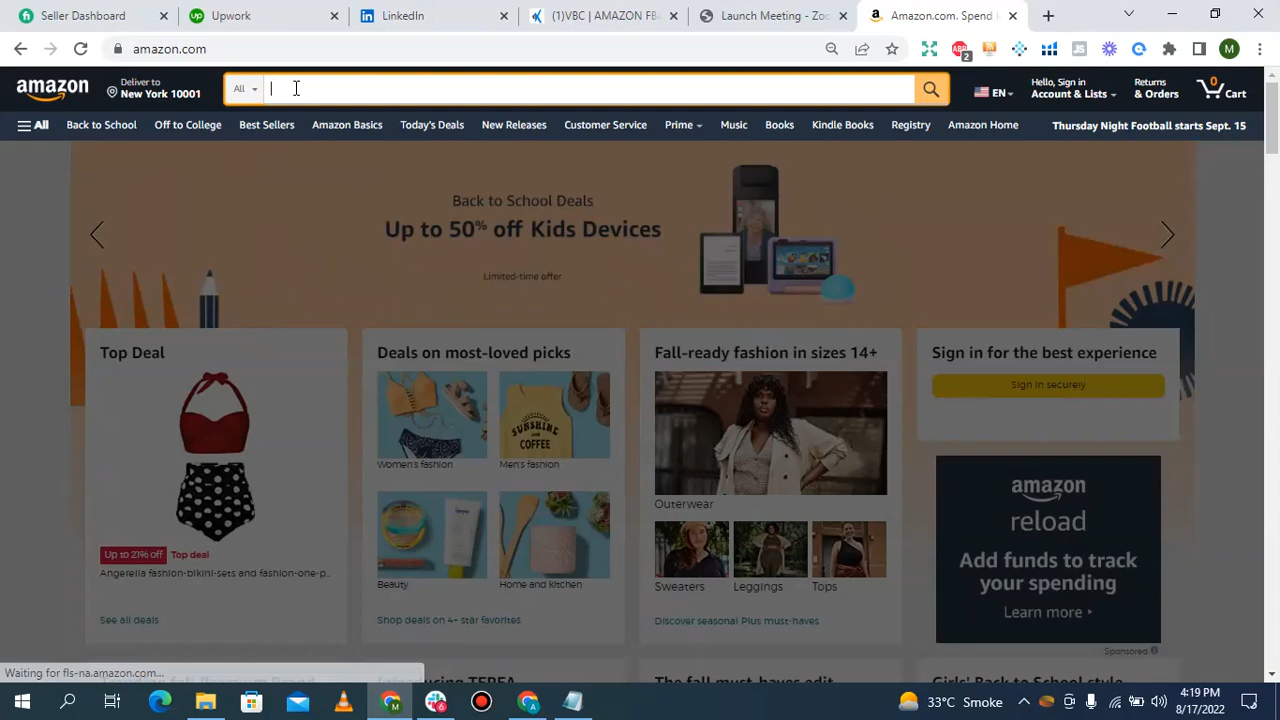 Seller Dashboard
Upwork
LinkedIn
(1)VBC | AMAZON FBA
Launch Meeting - Zoo
Amazon.com. Spend l
amazon.com
2
M
amazon
Deliver to
New York 10001
All
EN
Hello, Sign in
Account & Lists
Returns
& Orders
0
Cart
All
Back to School
Off to College
Best Sellers
Amazon Basics
Today's Deals
New Releases
Customer Service
Prime
Music
Books
Kindle Books
Registry
Amazon Home
Thursday Night Football starts Sept. 15
Back to School Deals
Up to 50% off Kids Devices
Limited-time offer
Top Deal
Up to 21% off
Top deal
Angerella fashion-bikini-sets and fashion-one-p...
See all deals
Deals on most-loved picks
SUNSHINE
AND
COFFEE
Women's fashion
Men's fashion
Beauty
Home and kitchen
Shop deals on 4+ star favorites
Fall-ready fashion in sizes 14+
Outerwear
Sweaters
Leggings
Tops
Discover seasonal Plus must-haves
Sign in for the best experience
Sign in securely
amazon
reload
Add funds to track
your spending
Learn more
Sponsored
Waiting for fls-na.amazon.com...
The fall must-haves edit
Girls' Back to School style
6
33°C Smoke
4:19 PM
8/17/2022